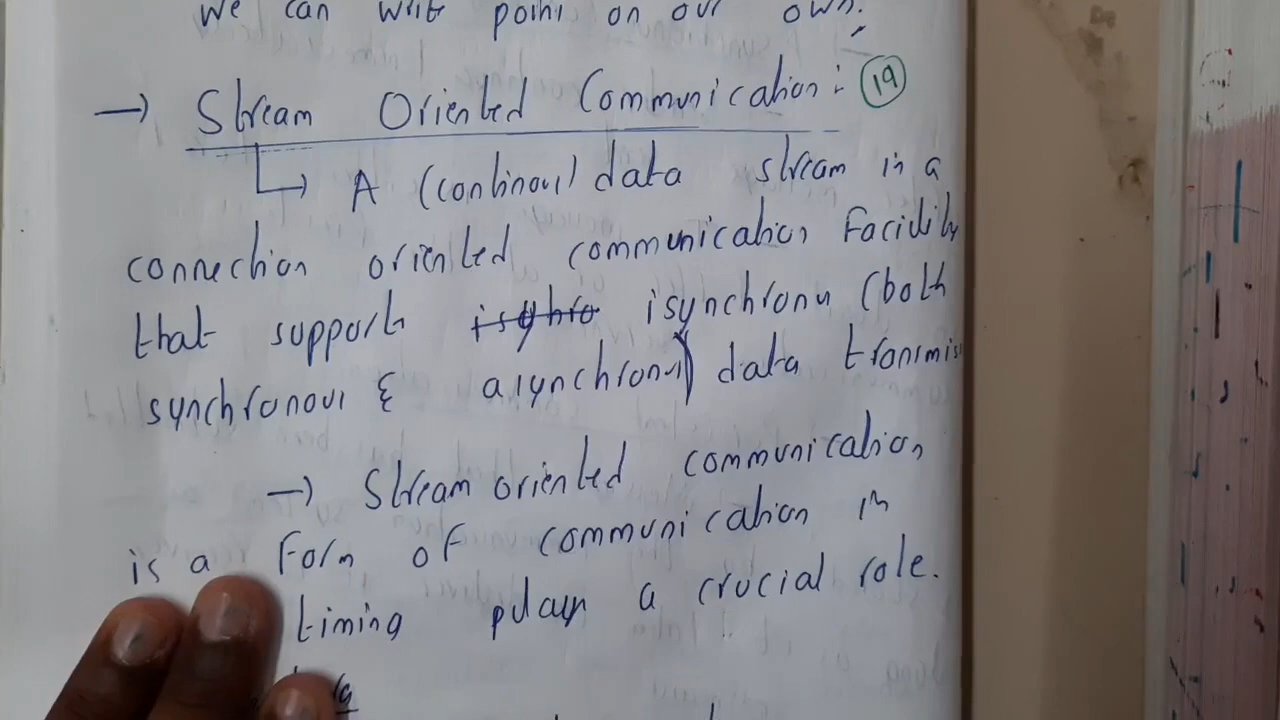 we can write point on our own.
→ Stream Oriented Communication: 19
A (continous) data stream is a
connection oriented communication Facility
that supports isychro isynchronus (both
synchronous & asynchronus) data transmis
→ Stream oriented communication
is a Form of communication in
timing plays a crucial role.